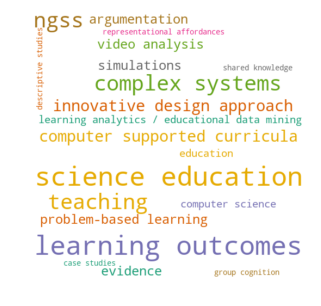 ngss
argumentation
representational affordances
descriptive studies
video analysis
simulations
shared knowledge
complex systems
innovative design approach
learning analytics / educational data mining
computer supported curricula
education
science education
teaching
computer science
problem-based learning
learning outcomes
case studies
evidence
group cognition